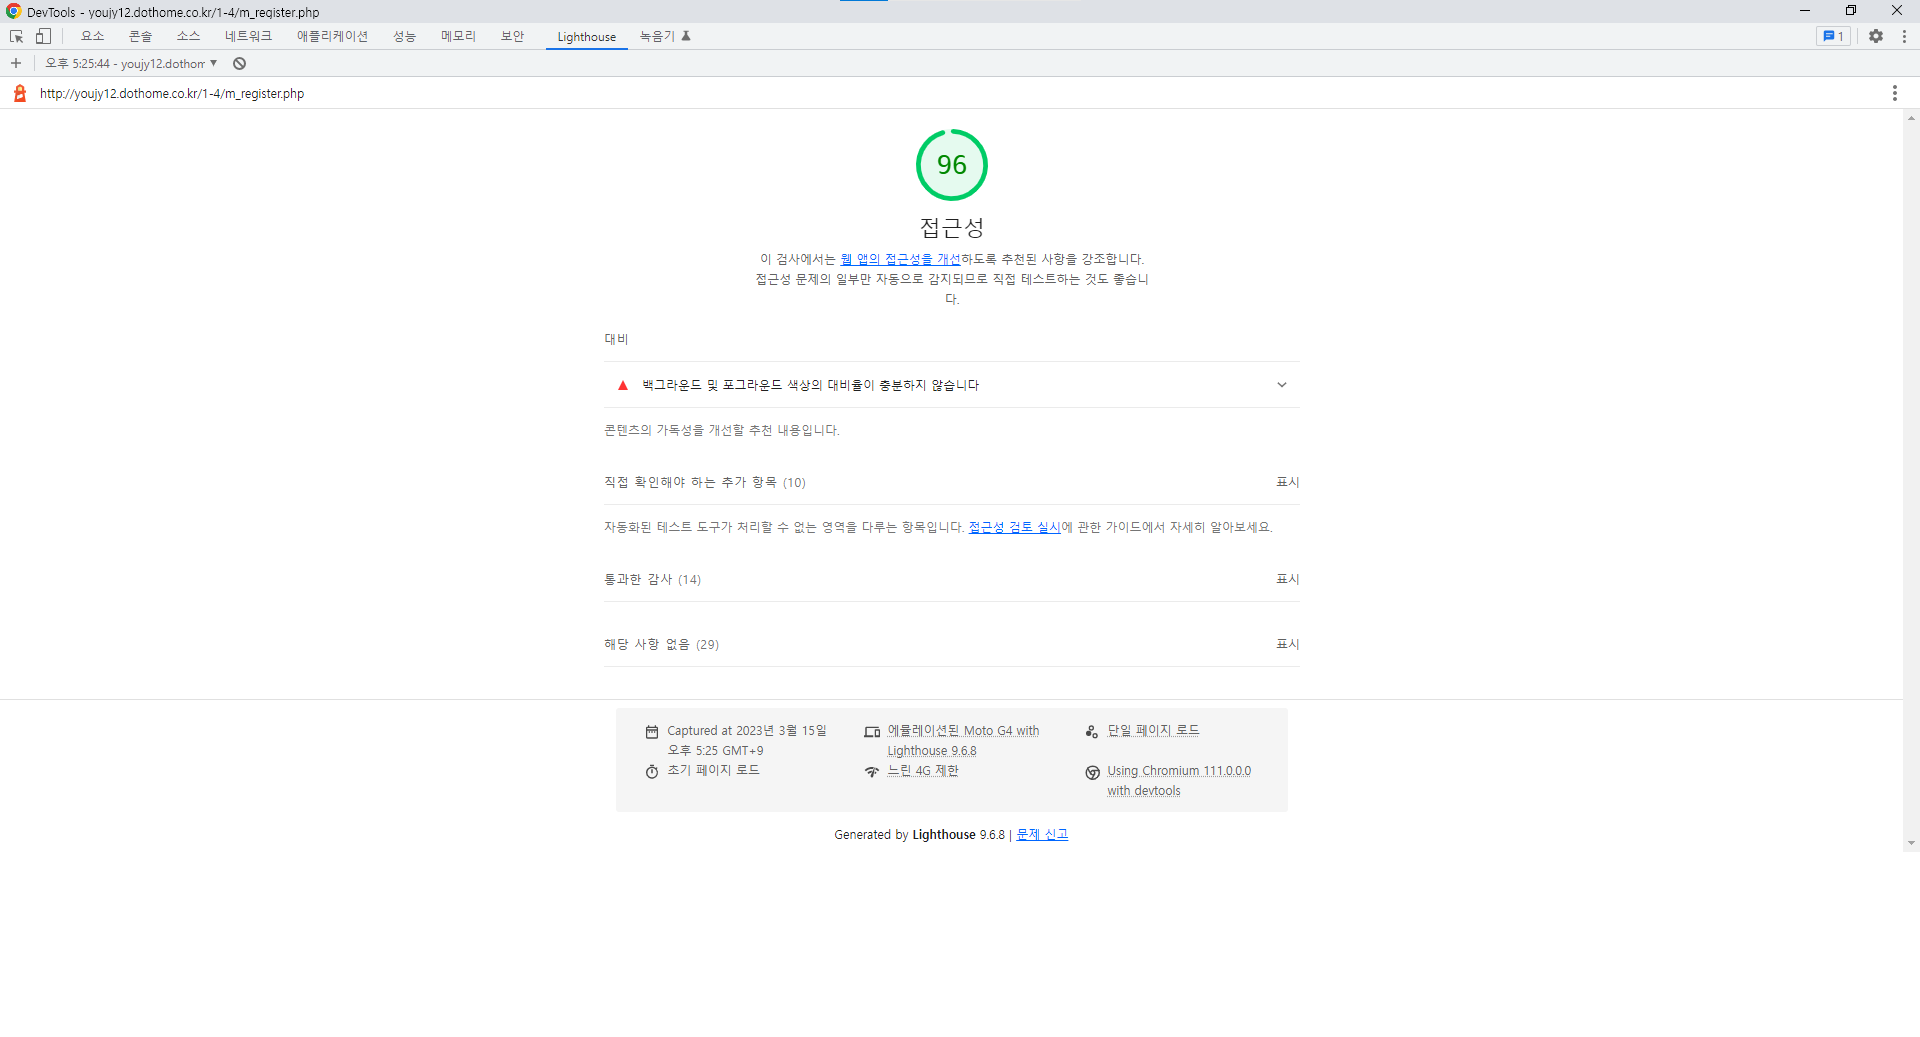 DevTools - youjy12.dothome.co.kr/1-4/m_register.php
요소 콘솔 소스 네트워크 애플리케이션 성능 메모리 보안 Lighthouse 녹음기 1
오후 5:25:44 - youjy12.dothom
http://youjy12.dothome.co.kr/1-4/m_register.php
96
접근성
이 검사에서는 웹 앱의 접근성을 개선하도록 추천된 사항을 강조합니다.
접근성 문제의 일부만 자동으로 감지되므로 직접 테스트하는 것도 좋습니
다.
대비
백그라운드 및 포그라운드 색상의 대비율이 충분하지 않습니다
콘텐츠의 가독성을 개선할 추천 내용입니다.
직접 확인해야 하는 추가 항목 (10) 표시
자동화된 테스트 도구가 처리할 수 없는 영역을 다루는 항목입니다. 접근성 검토 실시에 관한 가이드에서 자세히 알아보세요.
통과한 감사 (14) 표시
해당 사항 없음 (29) 표시
Captured at 2023년 3월 15일
오후 5:25 GMT+9
에뮬레이션된 Moto G4 with
Lighthouse 9.6.8
단일 페이지 로드
초기 페이지 로드
느린 4G 제한
Using Chromium 111.0.0.0
with devtools
Generated by Lighthouse 9.6.8 | 문제 신고